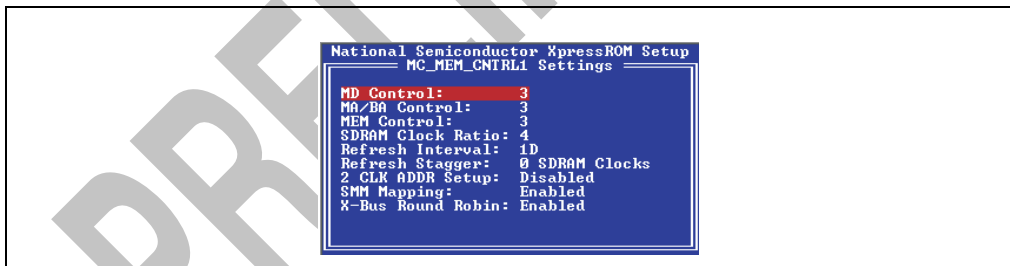 National Semiconductor XpressROM Setup
MC_MEM_CNTRL1 Settings
MD Control: 3
MA/BA Control: 3
MEM Control: 3
SDRAM Clock Ratio: 4
Refresh Interval: 1D
Refresh Stagger: 0 SDRAM Clocks
2 CLK ADDR Setup: Disabled
SMM Mapping: Enabled
X-Bus Round Robin: Enabled